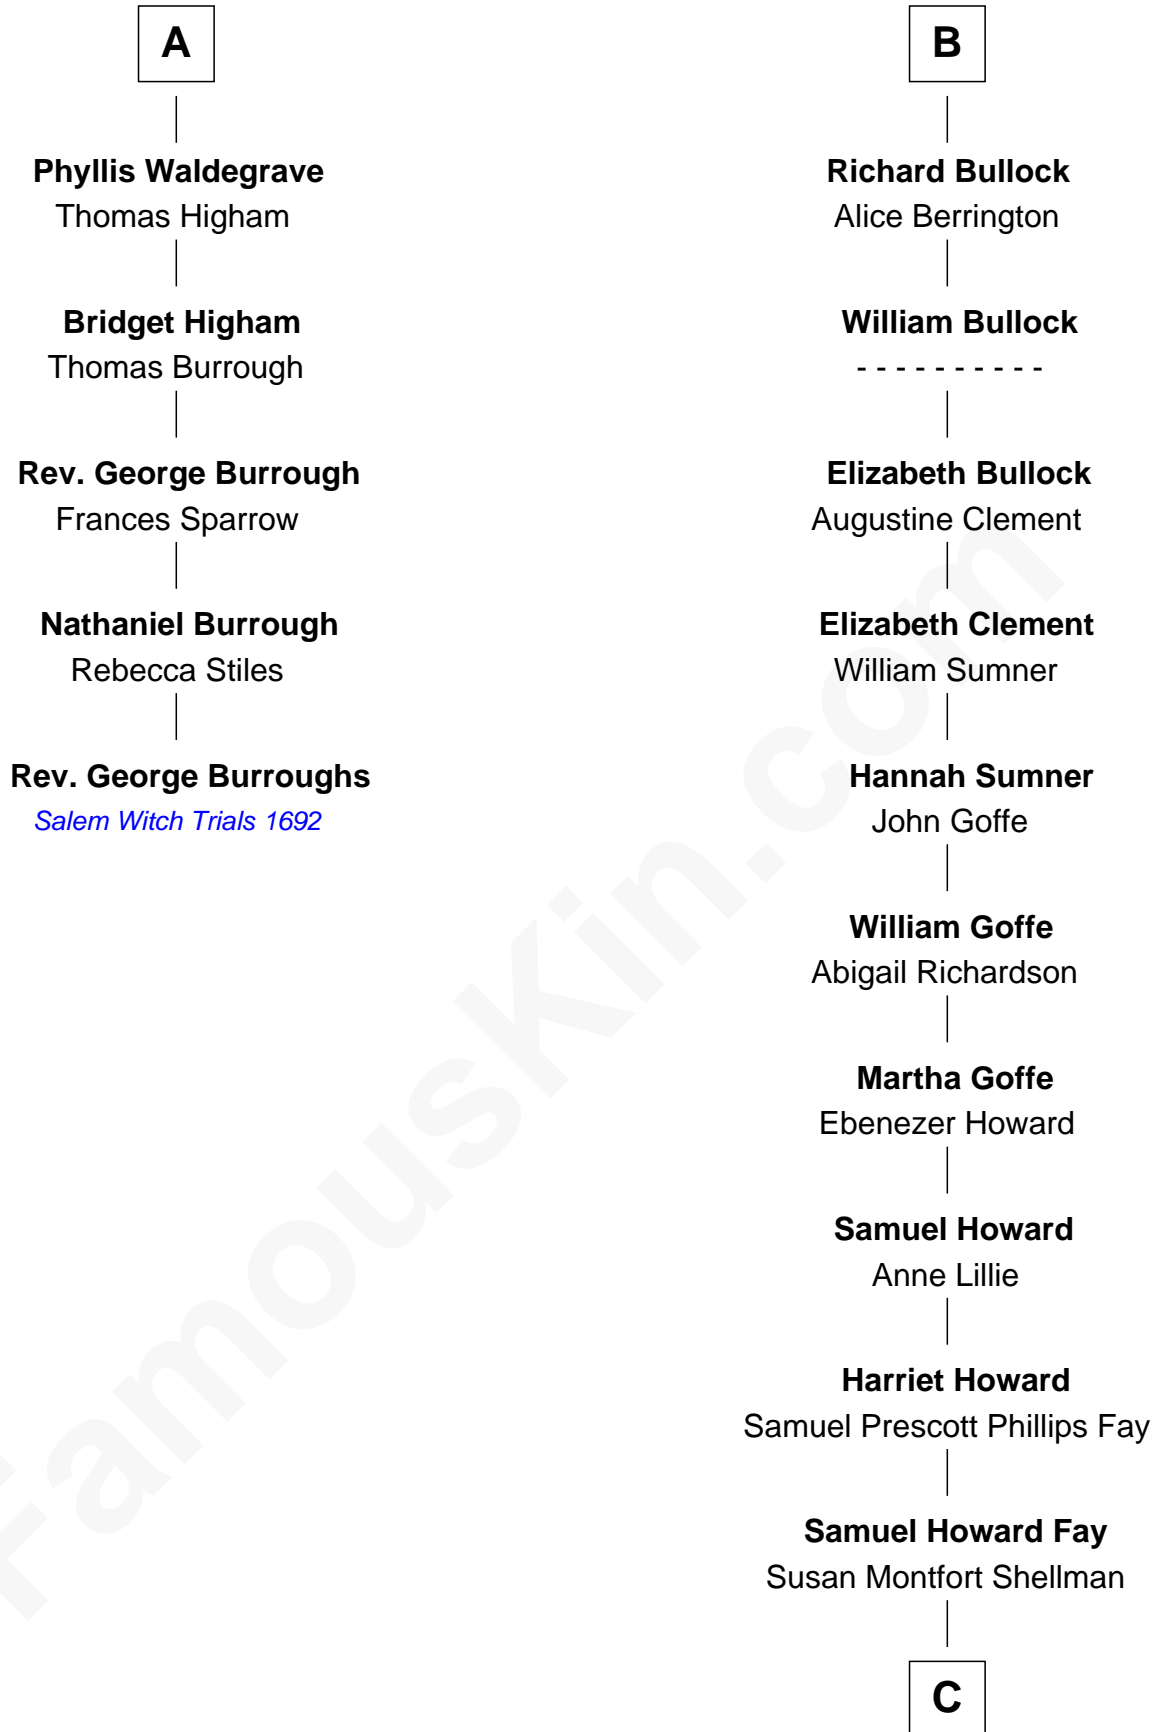 A
Phyllis Waldegrave
Thomas Higham
Bridget Higham
Thomas Burrough
Rev. George Burrough
Frances Sparrow
Nathaniel Burrough
Rebecca Stiles
Rev. George Burroughs
Salem Witch Trials 1692
B
Richard Bullock
Alice Berrington
William Bullock
- - - - - - - - - -
Elizabeth Bullock
Augustine Clement
Elizabeth Clement
William Sumner
Hannah Sumner
John Goffe
William Goffe
Abigail Richardson
Martha Goffe
Ebenezer Howard
Samuel Howard
Anne Lillie
Harriet Howard
Samuel Prescott Phillips Fay
Samuel Howard Fay
Susan Montfort Shellman
C
FamousKin.com